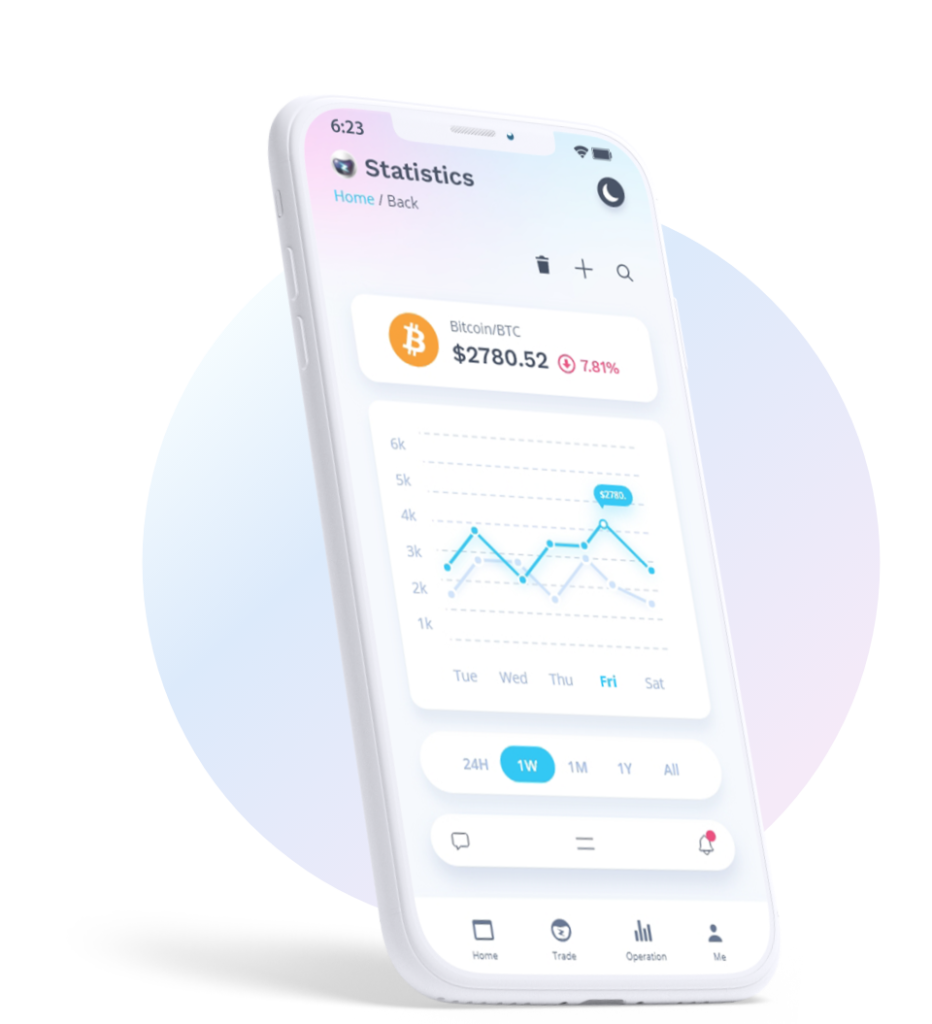 6:23
Statistics
Home / Back
Bitcoin/BTC
$2780.52 7.81%
6k
5k
$2780.
4k
3k
2k
1k
Tue Wed Thu Fri Sat
24H 1W 1M 1Y All
Home Trade Operation Me